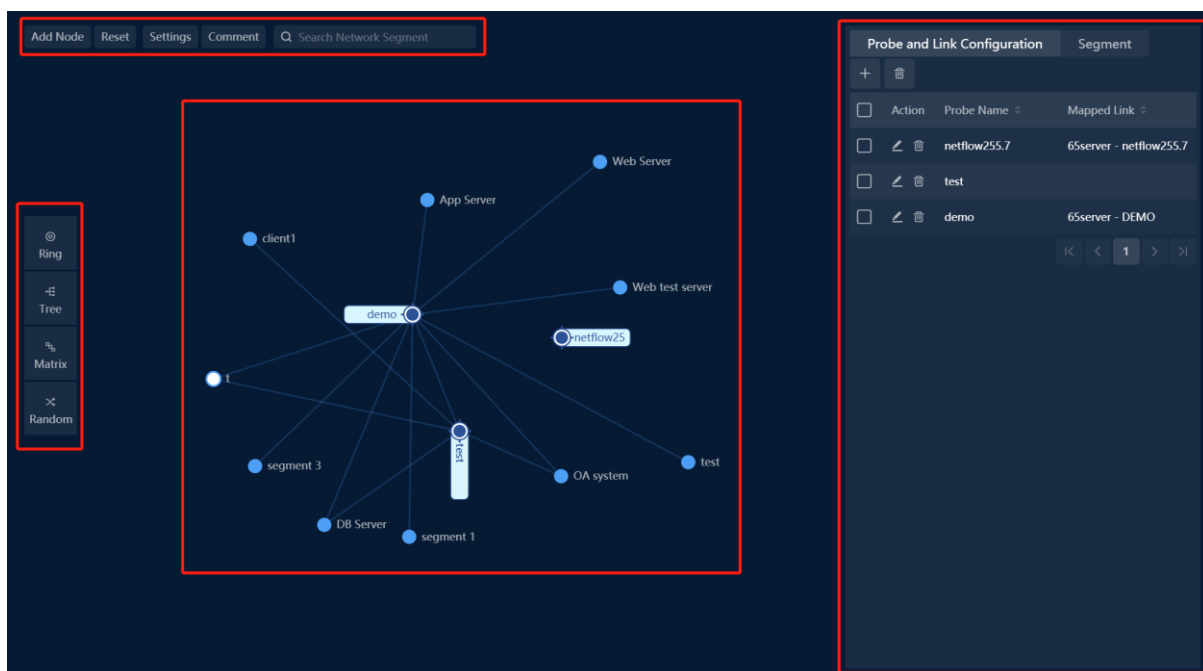 Add Node Reset Settings Comment Search Network Segment
Probe and Link Configuration Segment
Action Probe Name Mapped Link
netflow255.7 65server - netflow255.7
test
demo 65server - DEMO
1
Ring
Tree
Matrix
Random
Web Server
App Server
client1
Web test server
demo
netflow25
t
test
segment 3
OA system
test
DB Server
segment 1